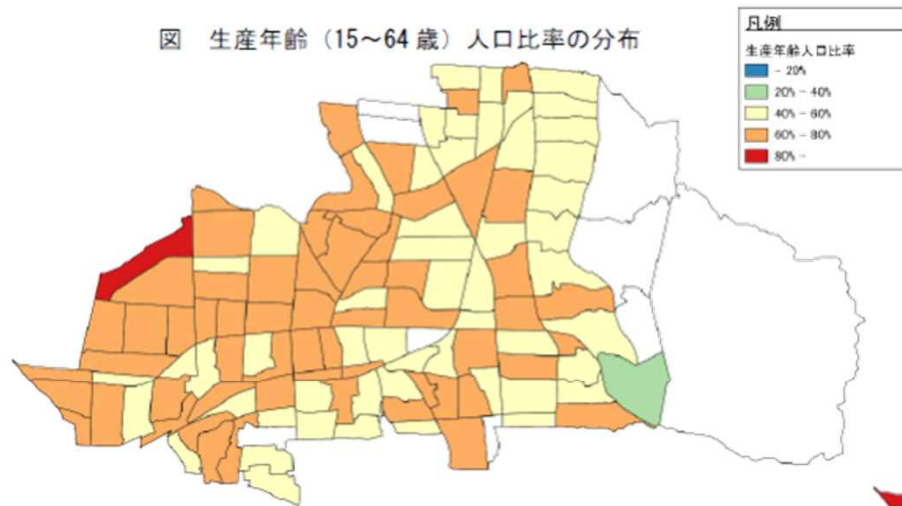 図 生産年齢（15～64 歳）人口比率の分布
凡例
生産年齢人口比率
- 20%
20% - 40%
40% - 60%
60% - 80%
80% -